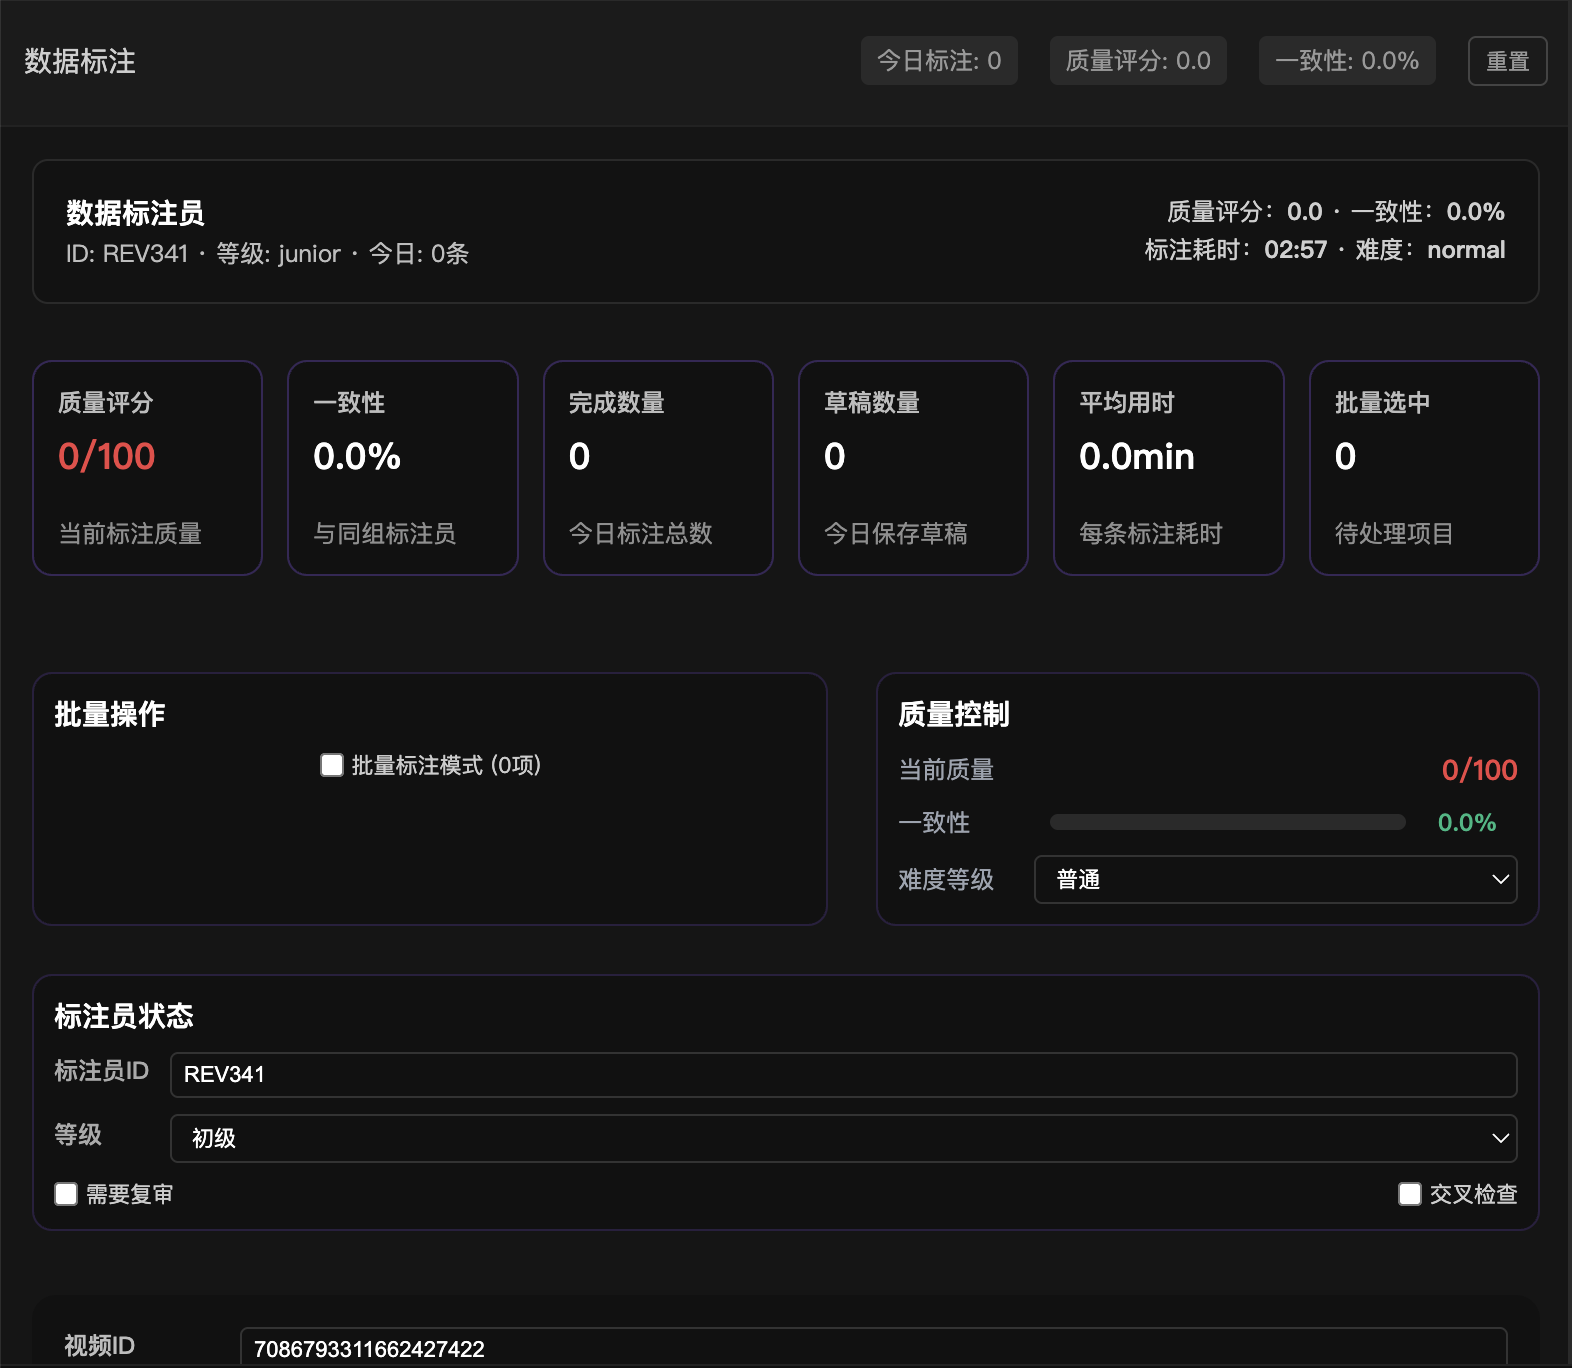 数据标注
今日标注: 0
质量评分: 0.0
一致性: 0.0%
重置
数据标注员
ID: REV341 · 等级: junior · 今日: 0条
质量评分：0.0 · 一致性：0.0%
标注耗时：02:57 · 难度：normal
质量评分
0/100
当前标注质量
一致性
0.0%
与同组标注员
完成数量
0
今日标注总数
草稿数量
0
今日保存草稿
平均用时
0.0min
每条标注耗时
批量选中
0
待处理项目
批量操作
批量标注模式 (0项)
质量控制
当前质量
0/100
一致性
0.0%
难度等级
普通
标注员状态
标注员ID
REV341
等级
初级
需要复审
交叉检查
视频ID
7086793311662427422